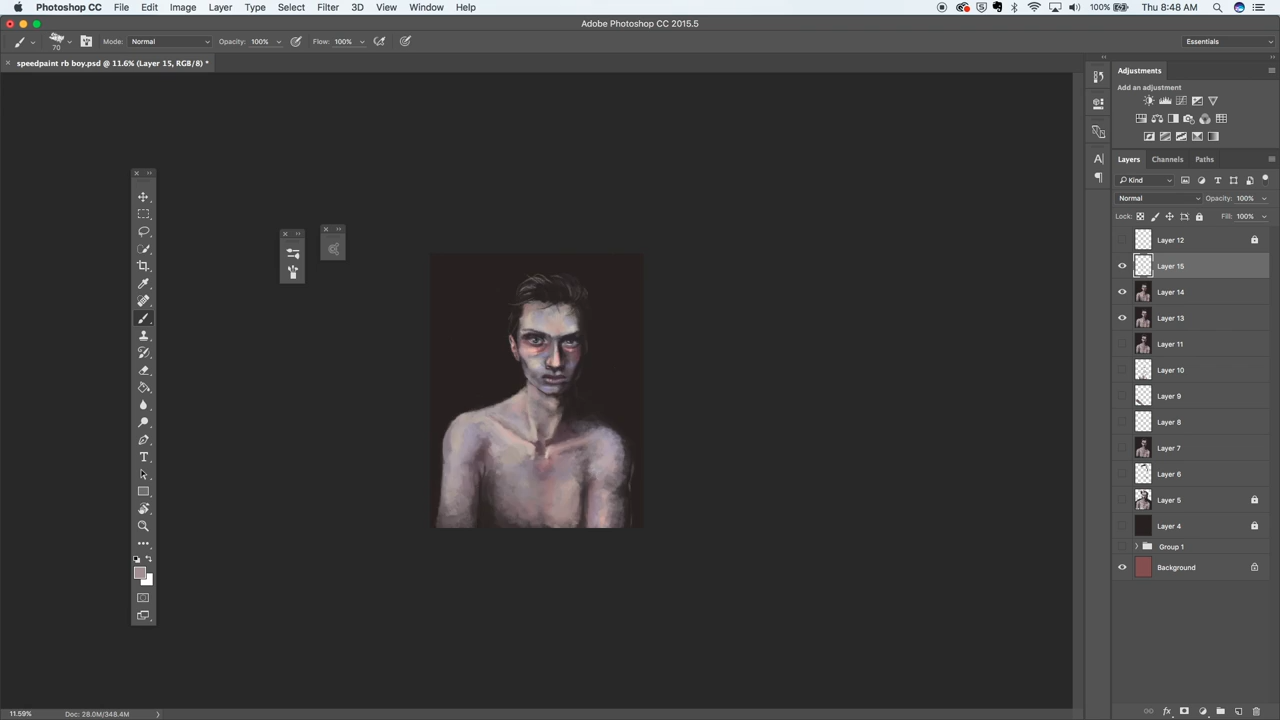 Photoshop CC File Edit Image Layer Type Select Filter 3D View Window Help 100% Thu 8:48 AM
Adobe Photoshop CC 2015.5
70 Mode: Normal Opacity: 100% Flow: 100% Essentials
speedpaint rb boy.psd @ 11.6% (Layer 15, RGB/8) *
Adjustments
Add an adjustment
Layers Channels Paths
Kind
Normal Opacity: 100%
Lock: Fill: 100%
Layer 12
Layer 15
Layer 14
Layer 13
Layer 11
Layer 10
Layer 9
Layer 8
Layer 7
Layer 6
Layer 5
Layer 4
Group 1
Background
11.59% Doc: 28.0M/348.4M